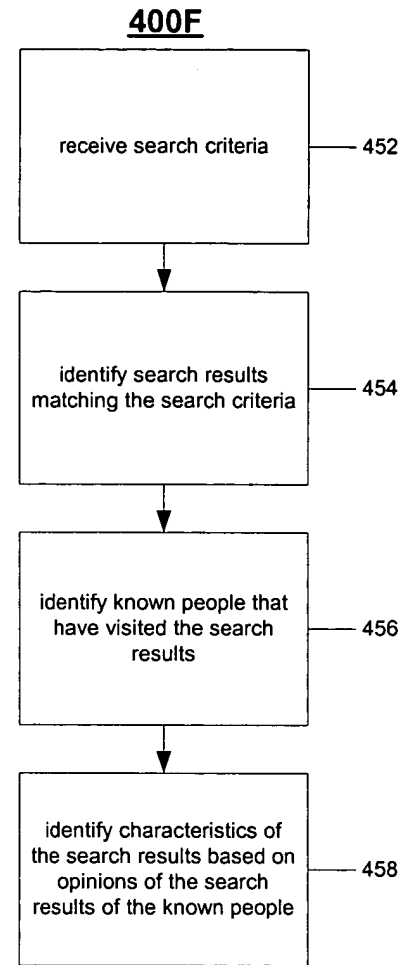 400F
receive search criteria
452
identify search results
matching the search criteria
454
identify known people that
have visited the search
results
456
identify characteristics of
the search results based on
opinions of the search
results of the known people
458